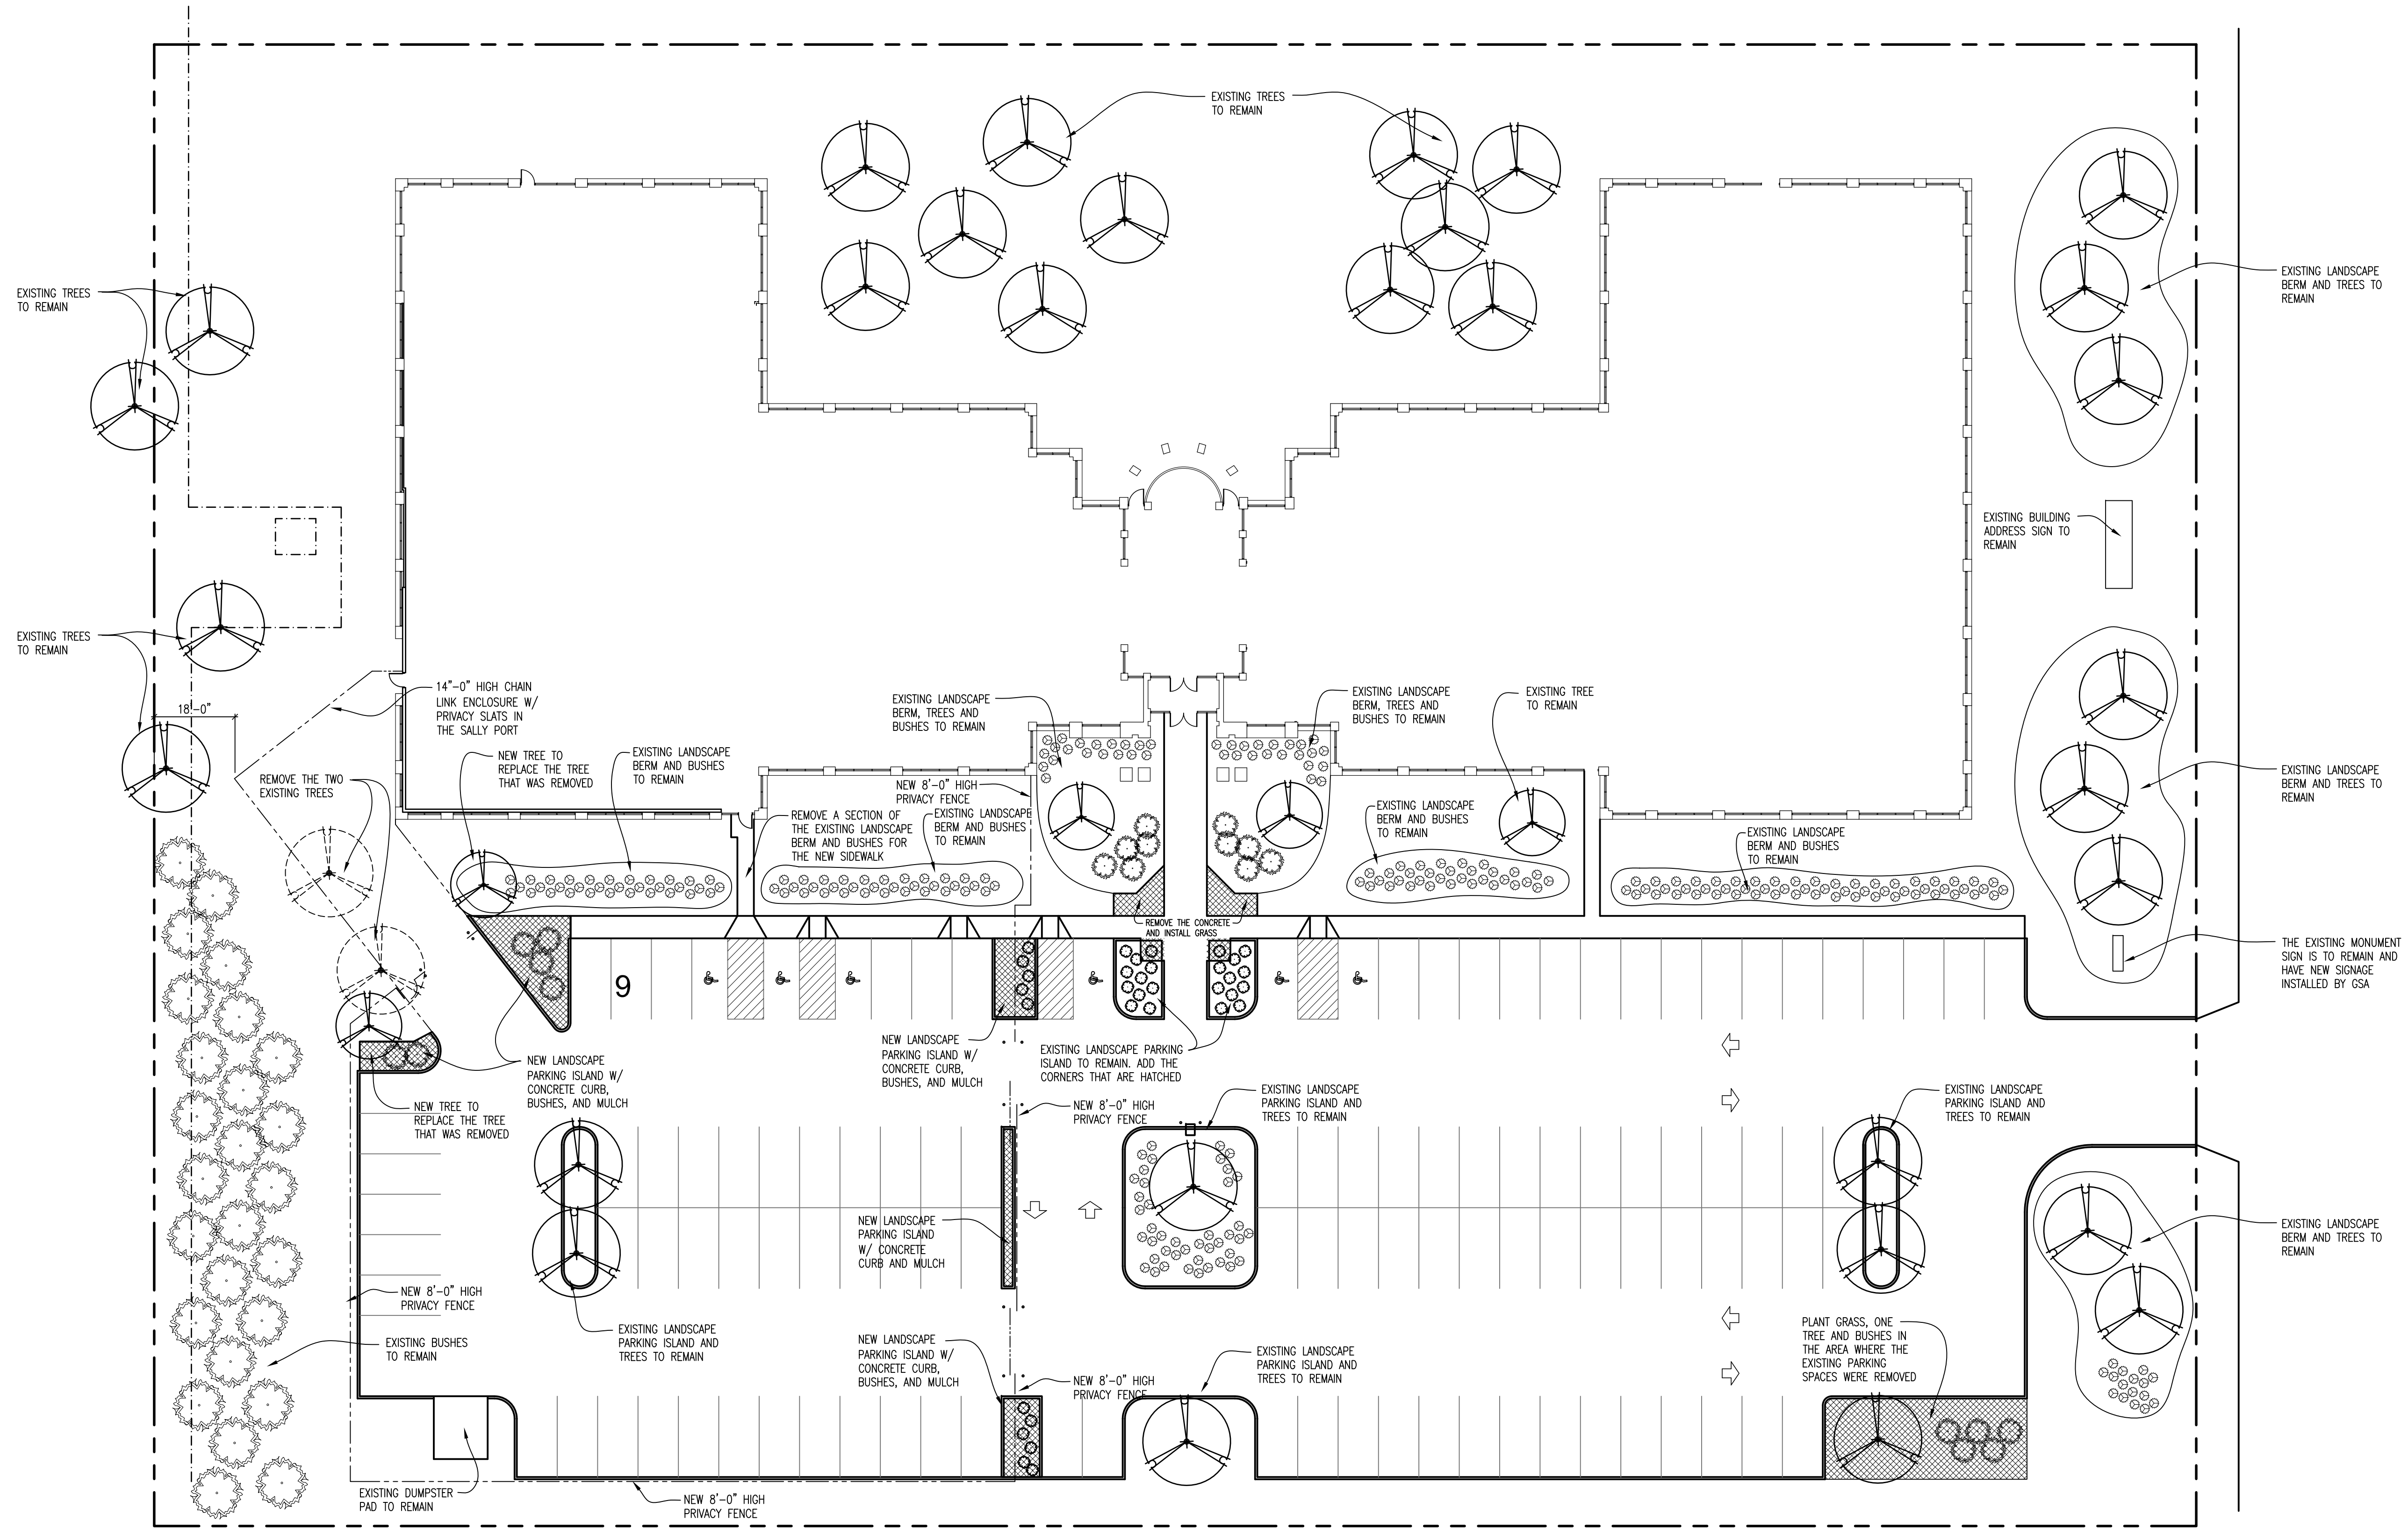 EXISTING TREES
TO REMAIN
EXISTING TREES
TO REMAIN
EXISTING LANDSCAPE
BERM AND TREES TO
REMAIN
EXISTING BUILDING
ADDRESS SIGN TO
REMAIN
EXISTING TREES
TO REMAIN
18'-0"
14"-0" HIGH CHAIN
LINK ENCLOSURE W/
PRIVACY SLATS IN
THE SALLY PORT
EXISTING LANDSCAPE
BERM, TREES AND
BUSHES TO REMAIN
EXISTING LANDSCAPE
BERM, TREES AND
BUSHES TO REMAIN
EXISTING TREE
TO REMAIN
REMOVE THE TWO
EXISTING TREES
NEW TREE TO
REPLACE THE TREE
THAT WAS REMOVED
EXISTING LANDSCAPE
BERM AND BUSHES
TO REMAIN
NEW 8'-0" HIGH
PRIVACY FENCE
REMOVE A SECTION OF
THE EXISTING LANDSCAPE
BERM AND BUSHES FOR
THE NEW SIDEWALK
EXISTING LANDSCAPE
BERM AND BUSHES
TO REMAIN
EXISTING LANDSCAPE
BERM AND BUSHES
TO REMAIN
EXISTING LANDSCAPE
BERM AND BUSHES
TO REMAIN
EXISTING LANDSCAPE
BERM AND TREES TO
REMAIN
REMOVE THE CONCRETE
AND INSTALL GRASS
THE EXISTING MONUMENT
SIGN IS TO REMAIN AND
HAVE NEW SIGNAGE
INSTALLED BY GSA
9
NEW LANDSCAPE
PARKING ISLAND W/
CONCRETE CURB,
BUSHES, AND MULCH
NEW LANDSCAPE
PARKING ISLAND W/
CONCRETE CURB,
BUSHES, AND MULCH
EXISTING LANDSCAPE PARKING
ISLAND TO REMAIN. ADD THE
CORNERS THAT ARE HATCHED
NEW TREE TO
REPLACE THE TREE
THAT WAS REMOVED
NEW 8'-0" HIGH
PRIVACY FENCE
EXISTING LANDSCAPE
PARKING ISLAND AND
TREES TO REMAIN
EXISTING LANDSCAPE
PARKING ISLAND AND
TREES TO REMAIN
NEW LANDSCAPE
PARKING ISLAND
W/ CONCRETE
CURB AND MULCH
EXISTING LANDSCAPE
BERM AND TREES TO
REMAIN
NEW 8'-0" HIGH
PRIVACY FENCE
EXISTING BUSHES
TO REMAIN
EXISTING LANDSCAPE
PARKING ISLAND AND
TREES TO REMAIN
NEW LANDSCAPE
PARKING ISLAND W/
CONCRETE CURB,
BUSHES, AND MULCH
NEW 8'-0" HIGH
PRIVACY FENCE
EXISTING LANDSCAPE
PARKING ISLAND AND
TREES TO REMAIN
PLANT GRASS, ONE
TREE AND BUSHES IN
THE AREA WHERE THE
EXISTING PARKING
SPACES WERE REMOVED
EXISTING DUMPSTER
PAD TO REMAIN
NEW 8'-0" HIGH
PRIVACY FENCE